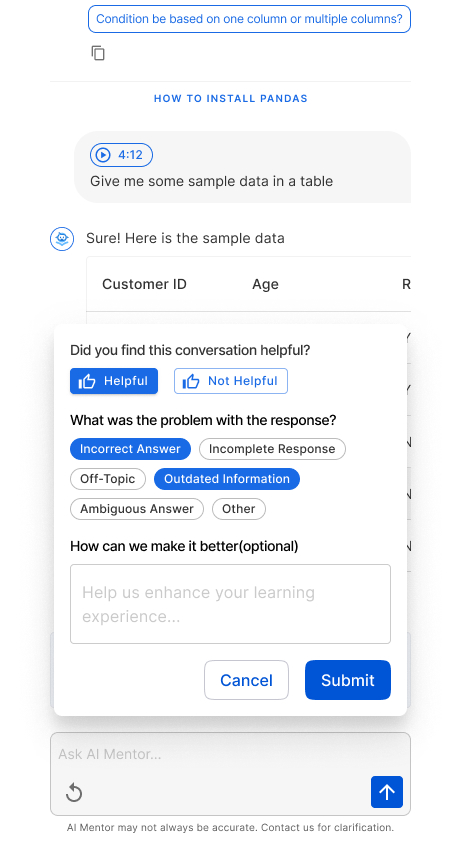 Condition be based on one column or multiple columns?
HOW TO INSTALL PANDAS
4:12
Give me some sample data in a table
Sure! Here is the sample data
Customer ID Age R
Did you find this conversation helpful?
Helpful Not Helpful
What was the problem with the response?
Incorrect Answer Incomplete Response
Off-Topic Outdated Information
Ambiguous Answer Other
How can we make it better(optional)
Help us enhance your learning
experience...
Cancel Submit
Ask AI Mentor...
AI Mentor may not always be accurate. Contact us for clarification.